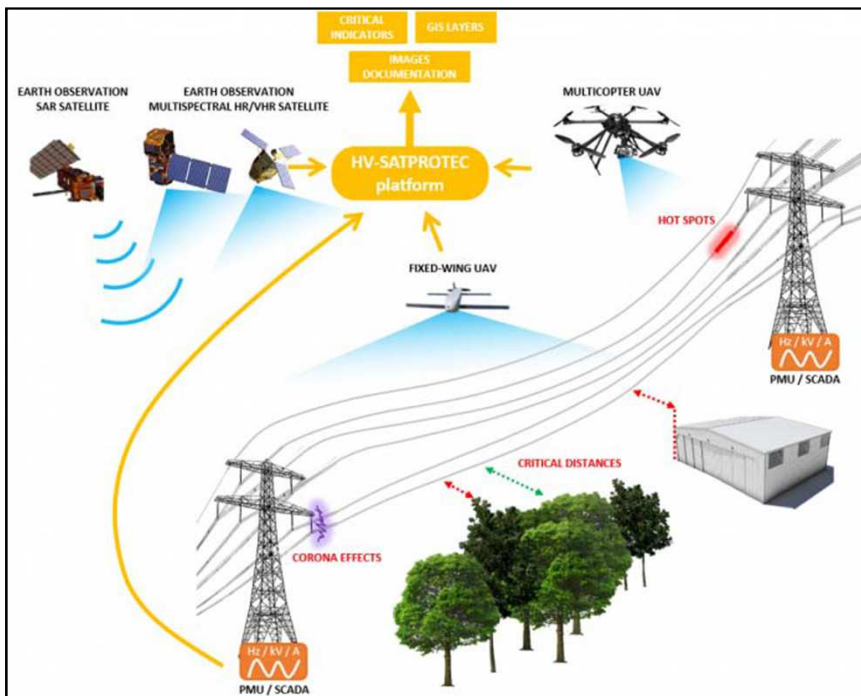 CRITICAL
INDICATORS
GIS LAYERS
IMAGES
DOCUMENTATION
EARTH OBSERVATION
SAR SATELLITE
EARTH OBSERVATION
MULTISPECTRAL HR/VHR SATELLITE
MULTICOPTER UAV
HV-SATPROTEC
platform
HOT SPOTS
FIXED-WING UAV
Hz / kV / A
PMU / SCADA
CRITICAL DISTANCES
CORONA EFFECTS
Hz / kV / A
PMU / SCADA